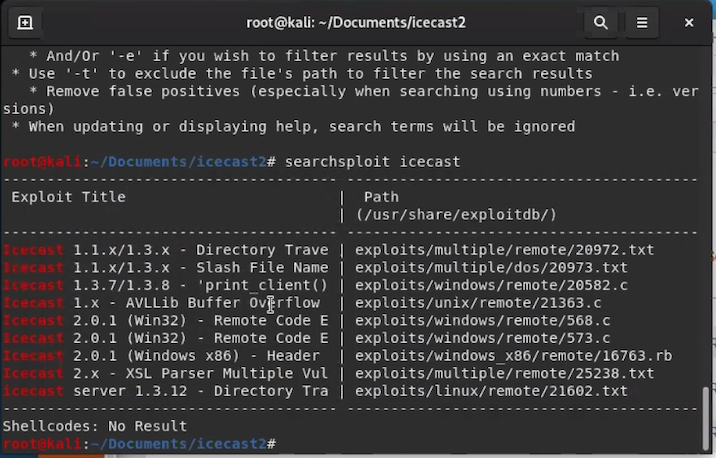 root@kali: ~/Documents/icecast2
* And/Or '-e' if you wish to filter results by using an exact match
* Use '-t' to exclude the file's path to filter the search results
* Remove false positives (especially when searching using numbers - i.e. ver
sions)
* When updating or displaying help, search terms will be ignored
root@kali:~/Documents/icecast2# searchsploit icecast
--------------------------------------- ----------------------------------------
Exploit Title | Path
| (/usr/share/exploitdb/)
--------------------------------------- ----------------------------------------
Icecast 1.1.x/1.3.x - Directory Trave | exploits/multiple/remote/20972.txt
Icecast 1.1.x/1.3.x - Slash File Name | exploits/multiple/dos/20973.txt
Icecast 1.3.7/1.3.8 - 'print_client() | exploits/windows/remote/20582.c
Icecast 1.x - AVLLib Buffer Overflow | exploits/unix/remote/21363.c
Icecast 2.0.1 (Win32) - Remote Code E | exploits/windows/remote/568.c
Icecast 2.0.1 (Win32) - Remote Code E | exploits/windows/remote/573.c
Icecast 2.0.1 (Windows x86) - Header | exploits/windows_x86/remote/16763.rb
Icecast 2.x - XSL Parser Multiple Vul | exploits/multiple/remote/25238.txt
icecast server 1.3.12 - Directory Tra | exploits/linux/remote/21602.txt
--------------------------------------- ----------------------------------------
Shellcodes: No Result
root@kali:~/Documents/icecast2#